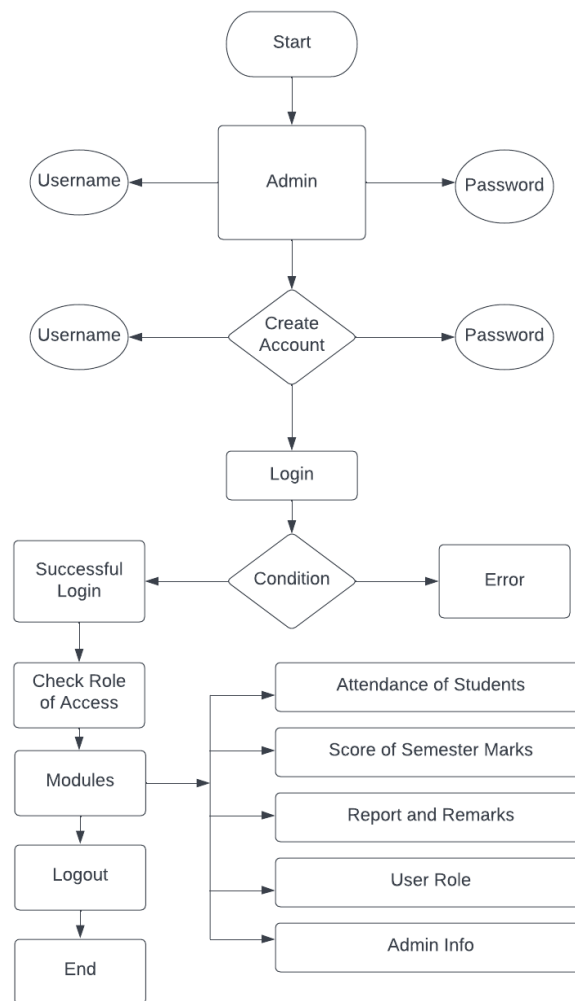 Start
Username
Admin
Password
Username
Create
Account
Password
Login
Successful
Login
Condition
Error
Check Role
of Access
Attendance of Students
Modules
Score of Semester Marks
Report and Remarks
Logout
User Role
Admin Info
End